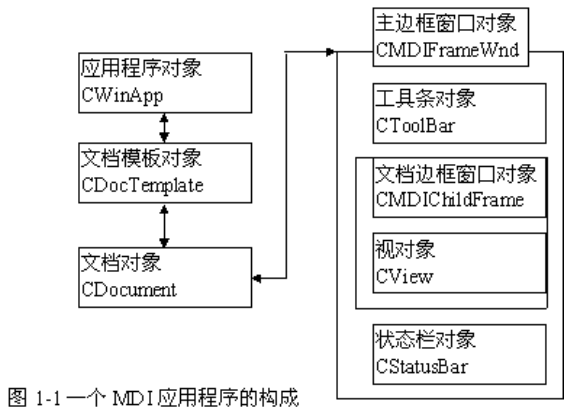 主边框窗口对象
CMDIFrameWnd
应用程序对象
CWinApp
工具条对象
CToolBar
文档模板对象
CDocTemplate
文档边框窗口对象
CMDIChildFrame
文档对象
CDocument
视对象
CView
状态栏对象
CStatusBar
图 1-1 一个 MDI 应用程序的构成